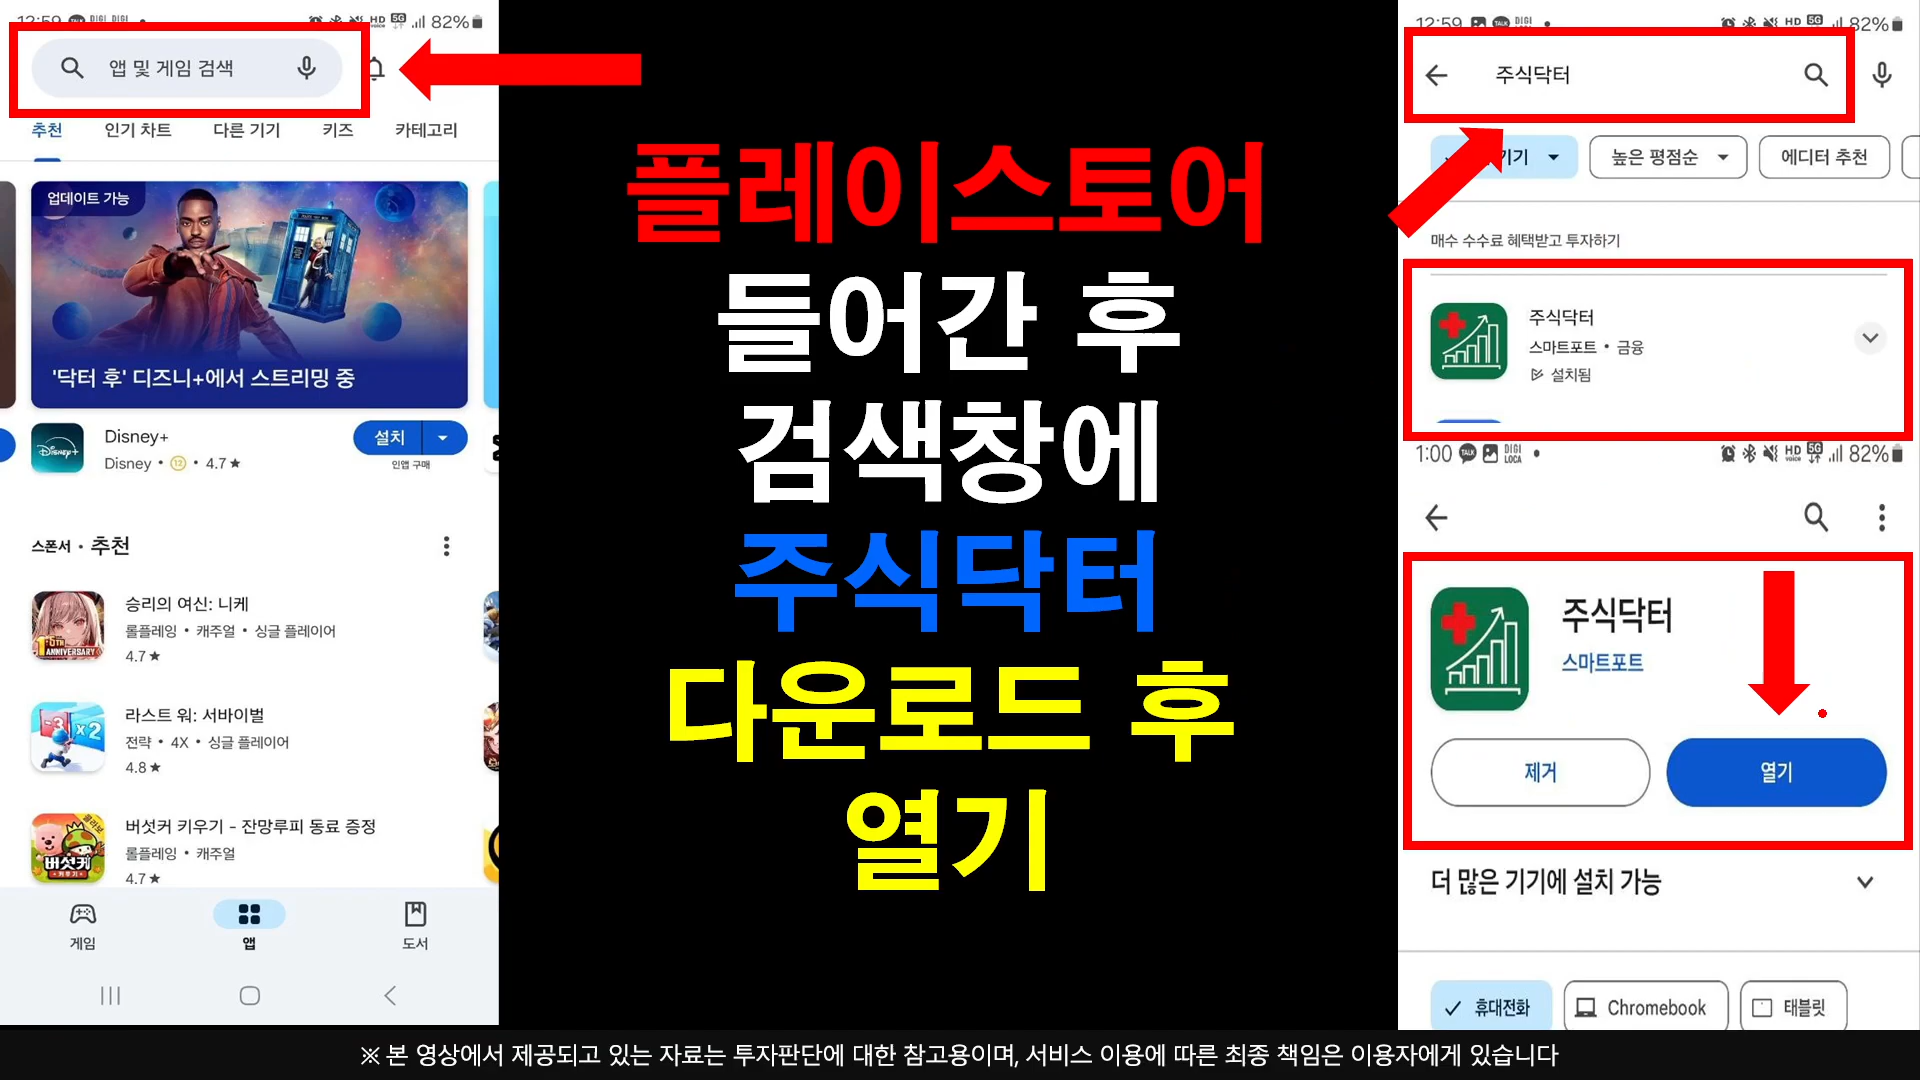 앱 및 게임 검색
추천 인기 차트 다른 기기 키즈 카테고리
업데이트 가능
'닥터 후' 디즈니+에서 스트리밍 중
Disney+
Disney+
Disney • 12 • 4.7★
설치
인앱 구매
스폰서 • 추천
승리의 여신: 니케
롤플레잉 • 캐주얼 • 싱글 플레이어
4.7★
라스트 워: 서바이벌
전략 • 4X • 싱글 플레이어
4.8★
버섯커 키우기 - 잔망루피 동료 증정
롤플레잉 • 캐주얼
4.7★
게임 앱 도서
플레이스토어
들어간 후
검색창에
주식닥터
다운로드 후
열기
82%
주식닥터
기기 높은 평점순 에디터 추천
매수 수수료 혜택받고 투자하기
주식닥터
스마트포트 • 금융
설치됨
1:00 TALK DIGI LOCA HD voice 5G 82%
주식닥터
스마트포트
제거 열기
더 많은 기기에 설치 가능
휴대전화 Chromebook 태블릿
※ 본 영상에서 제공되고 있는 자료는 투자판단에 대한 참고용이며, 서비스 이용에 따른 최종 책임은 이용자에게 있습니다